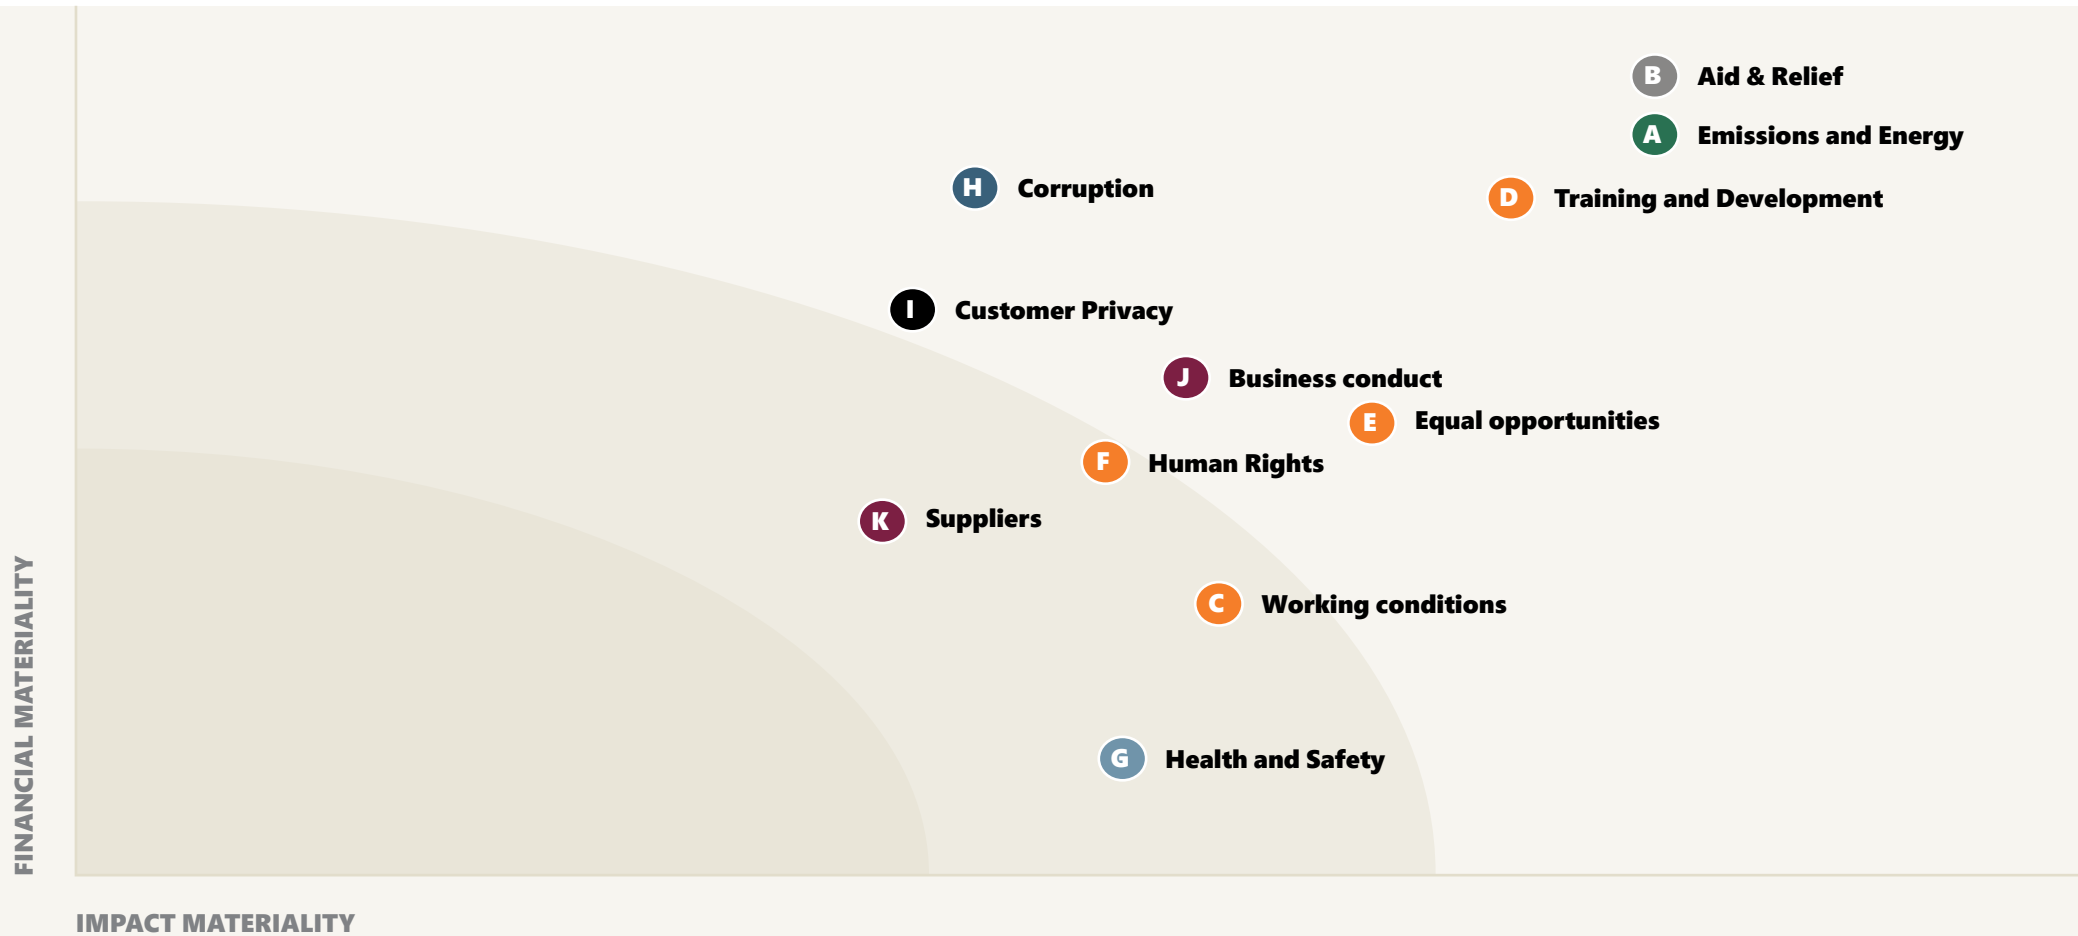 B Aid & Relief
A Emissions and Energy
H Corruption
D Training and Development
I Customer Privacy
J Business conduct
E Equal opportunities
F Human Rights
K Suppliers
C Working conditions
G Health and Safety
FINANCIAL MATERIALITY
IMPACT MATERIALITY